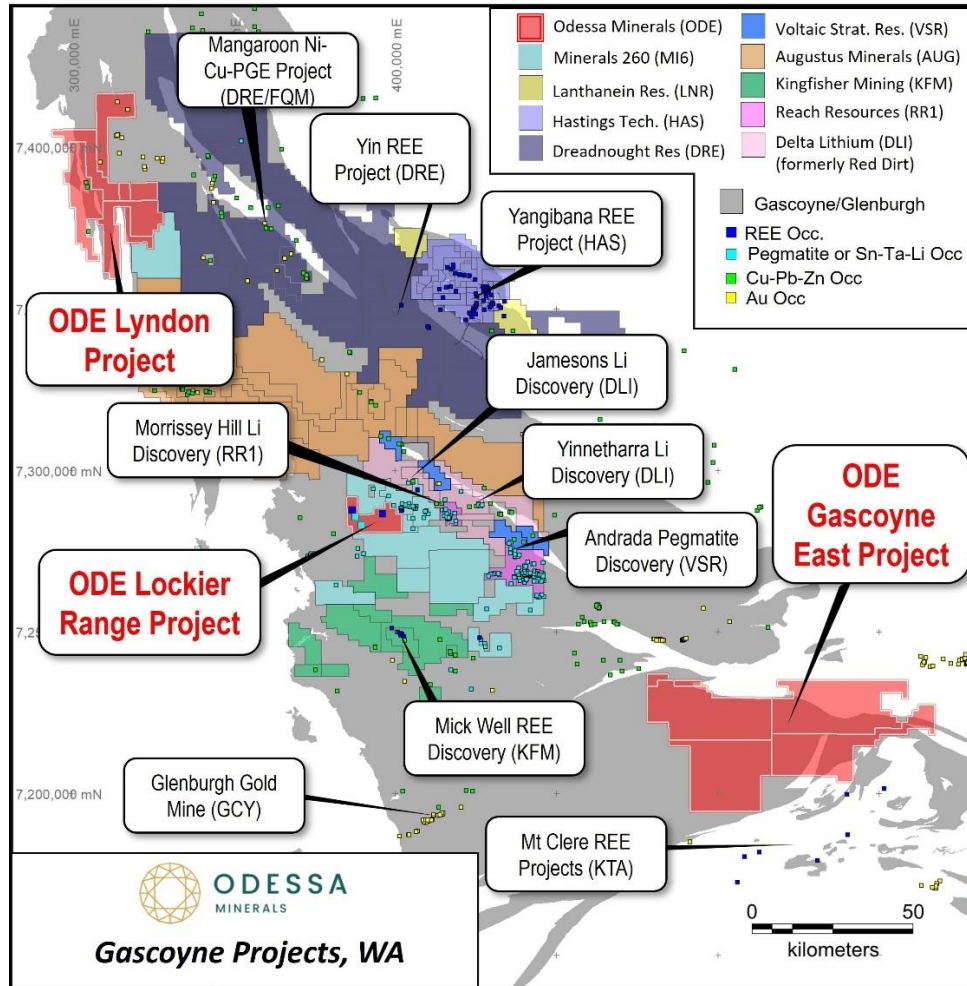 300,000 mE
400,000 mE
Mangaroon Ni-
Cu-PGE Project
(DRE/FQM)
Odessa Minerals (ODE)
Minerals 260 (MI6)
Lanthanein Res. (LNR)
Hastings Tech. (HAS)
Dreadnought Res (DRE)
Voltaic Strat. Res. (VSR)
Augustus Minerals (AUG)
Kingfisher Mining (KFM)
Reach Resources (RR1)
Delta Lithium (DLI)
(formerly Red Dirt)
Gascoyne/Glenburgh
REE Occ.
Pegmatite or Sn-Ta-Li Occ
Cu-Pb-Zn Occ
Au Occ
7,400,000 mN
Yin REE
Project (DRE)
Yangibana REE
Project (HAS)
ODE Lyndon
Project
Jamesons Li
Discovery (DLI)
Morrissey Hill Li
Discovery (RR1)
Yinnetharra Li
Discovery (DLI)
7,300,000 mN
ODE
Gascoyne
East Project
Andrada Pegmatite
Discovery (VSR)
ODE Lockier
Range Project
7,25
Mick Well REE
Discovery (KFM)
Glenburgh Gold
Mine (GCY)
7,200,000 mN
Mt Clere REE
Projects (KTA)
0 50
kilometers
ODESSA
MINERALS
Gascoyne Projects, WA